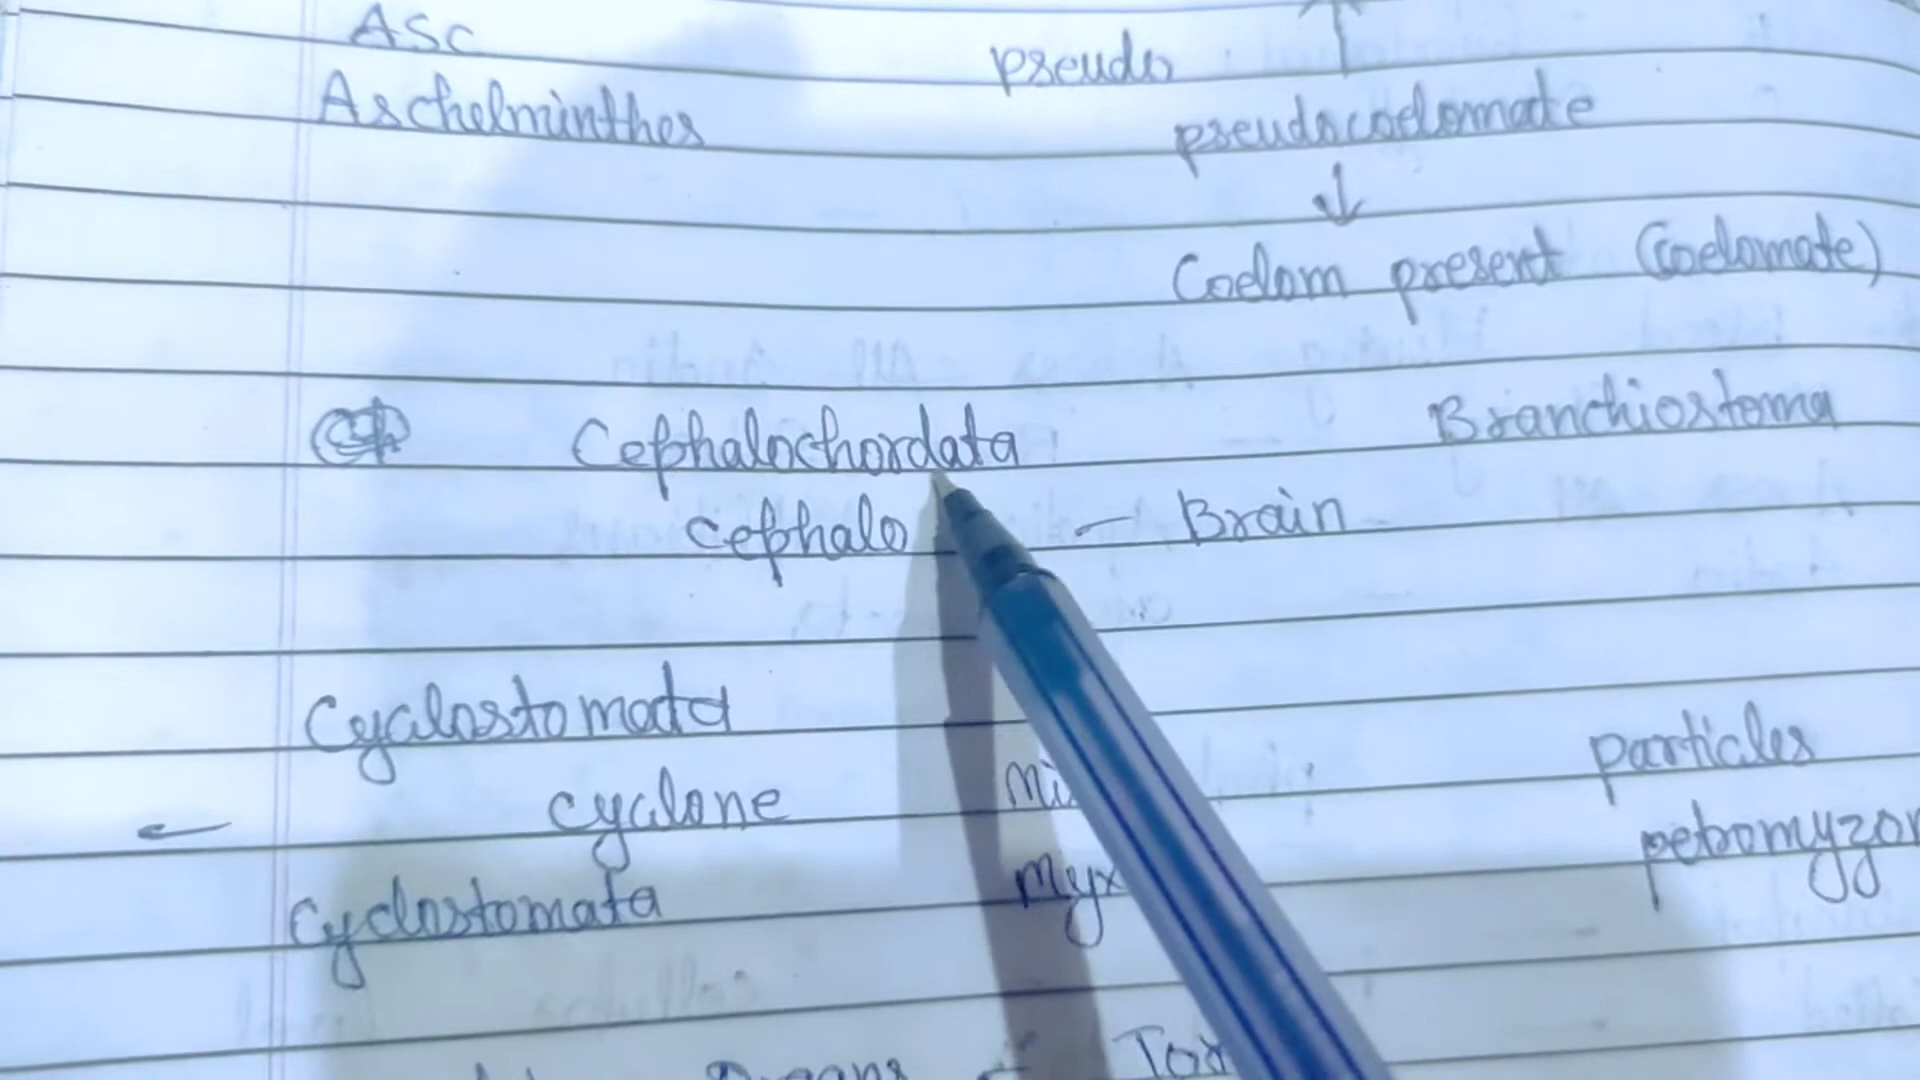 Asc
pseudo
Aschelminthes
pseudocoelomate
Coelom present (Coelomate)
Cephalochordata Branchiostoma
cephalo - Brain
Cyclostomata
particles
cyclone
petromyzon
cyclostomata